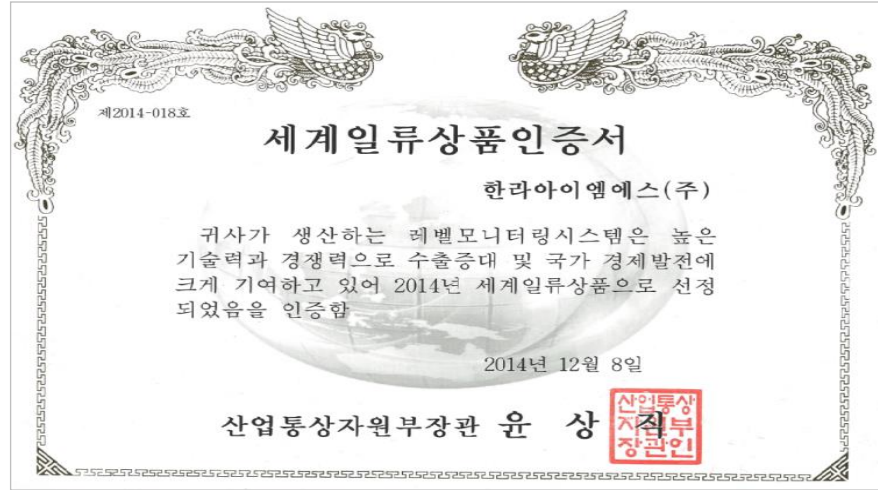 제2014-018호
세계일류상품인증서
한라아이엠에스(주)
귀사가 생산하는 레벨모니터링시스템은 높은
기술력과 경쟁력으로 수출증대 및 국가 경제발전에
크게 기여하고 있어 2014년 세계일류상품으로 선정
되었음을 인증함
2014년 12월 8일
산업통상자원부장관 윤 상 직
산업통상
자원부
장관인